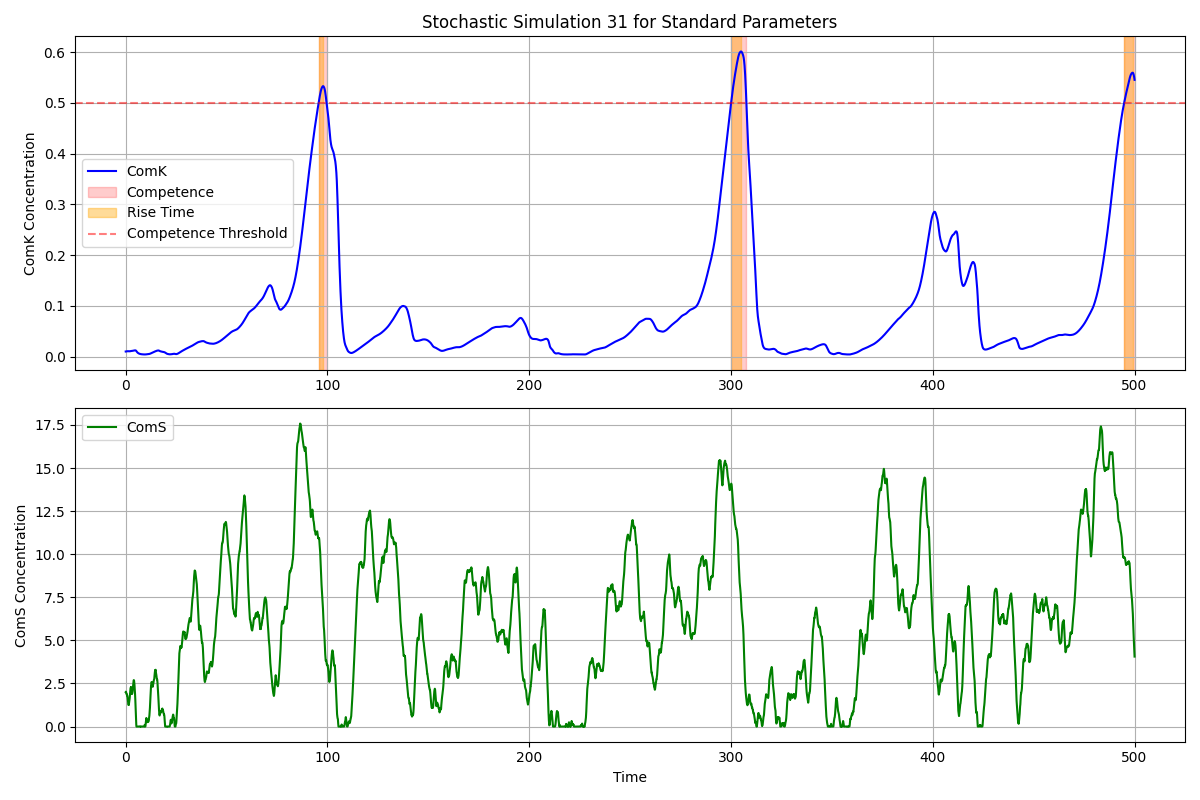 Stochastic Simulation 31 for Standard Parameters
0.6
0.5
0.4
0.3
0.2
0.1
0.0
ComK Concentration
ComK
Competence
Rise Time
Competence Threshold
0 100 200 300 400 500
17.5
15.0
12.5
10.0
7.5
5.0
2.5
0.0
ComS Concentration
ComS
0 100 200 300 400 500
Time